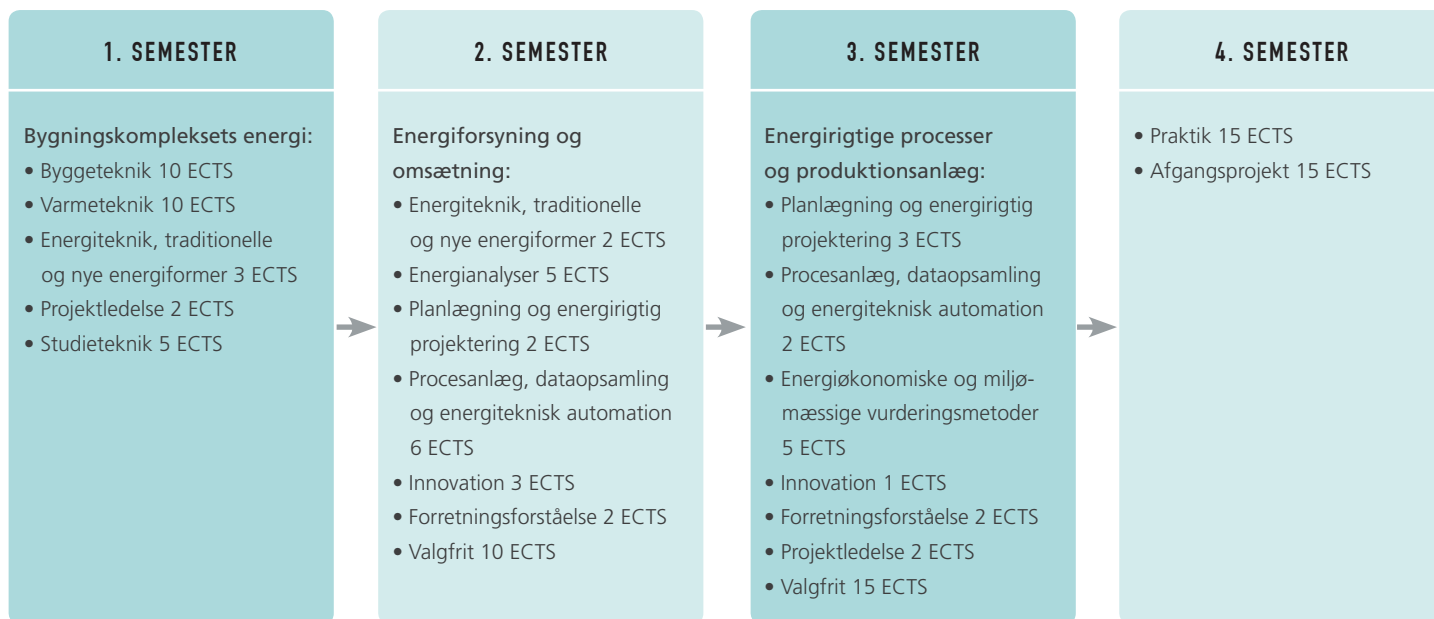 1. SEMESTER
Bygningskompleksets energi:
• Byggeteknik 10 ECTS
• Varmeteknik 10 ECTS
• Energiteknik, traditionelle
og nye energiformer 3 ECTS
• Projektledelse 2 ECTS
• Studieteknik 5 ECTS
2. SEMESTER
Energiforsyning og
omsætning:
• Energiteknik, traditionelle
og nye energiformer 2 ECTS
• Energianalyser 5 ECTS
• Planlægning og energirigtig
projektering 2 ECTS
• Procesanlæg, dataopsamling
og energiteknisk automation
6 ECTS
• Innovation 3 ECTS
• Forretningsforståelse 2 ECTS
• Valgfrit 10 ECTS
3. SEMESTER
Energirigtige processer
og produktionsanlæg:
• Planlægning og energirigtig
projektering 3 ECTS
• Procesanlæg, dataopsamling
og energiteknisk automation
2 ECTS
• Energiøkonomiske og miljø-
mæssige vurderingsmetoder
5 ECTS
• Innovation 1 ECTS
• Forretningsforståelse 2 ECTS
• Projektledelse 2 ECTS
• Valgfrit 15 ECTS
4. SEMESTER
• Praktik 15 ECTS
• Afgangsprojekt 15 ECTS